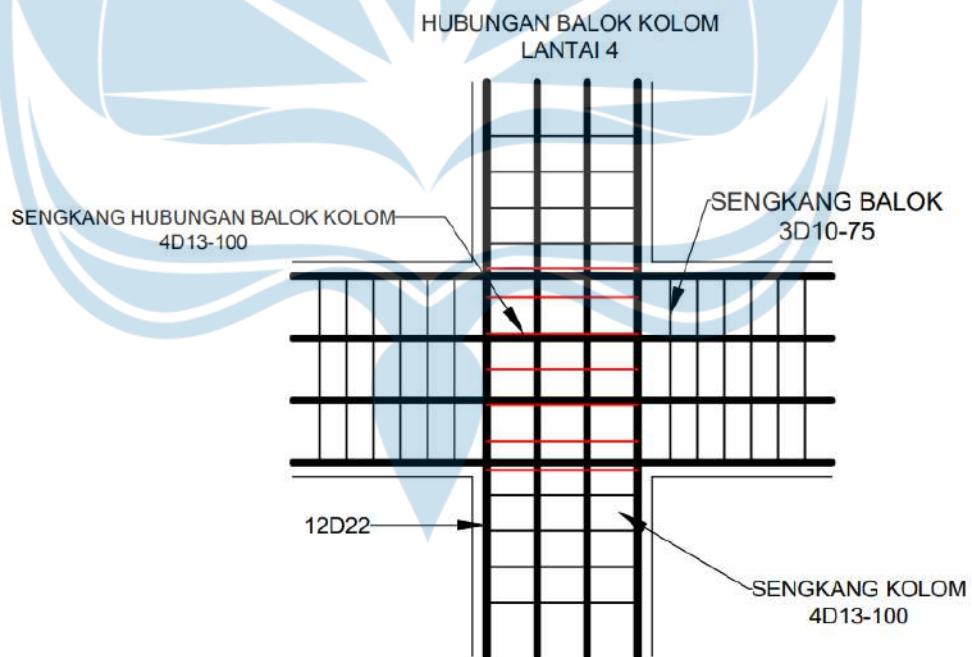 HUBUNGAN BALOK KOLOM
LANTAI 4
SENGKANG HUBUNGAN BALOK KOLOM
4D13-100
SENGKANG BALOK
3D10-75
12D22
SENGKANG KOLOM
4D13-100